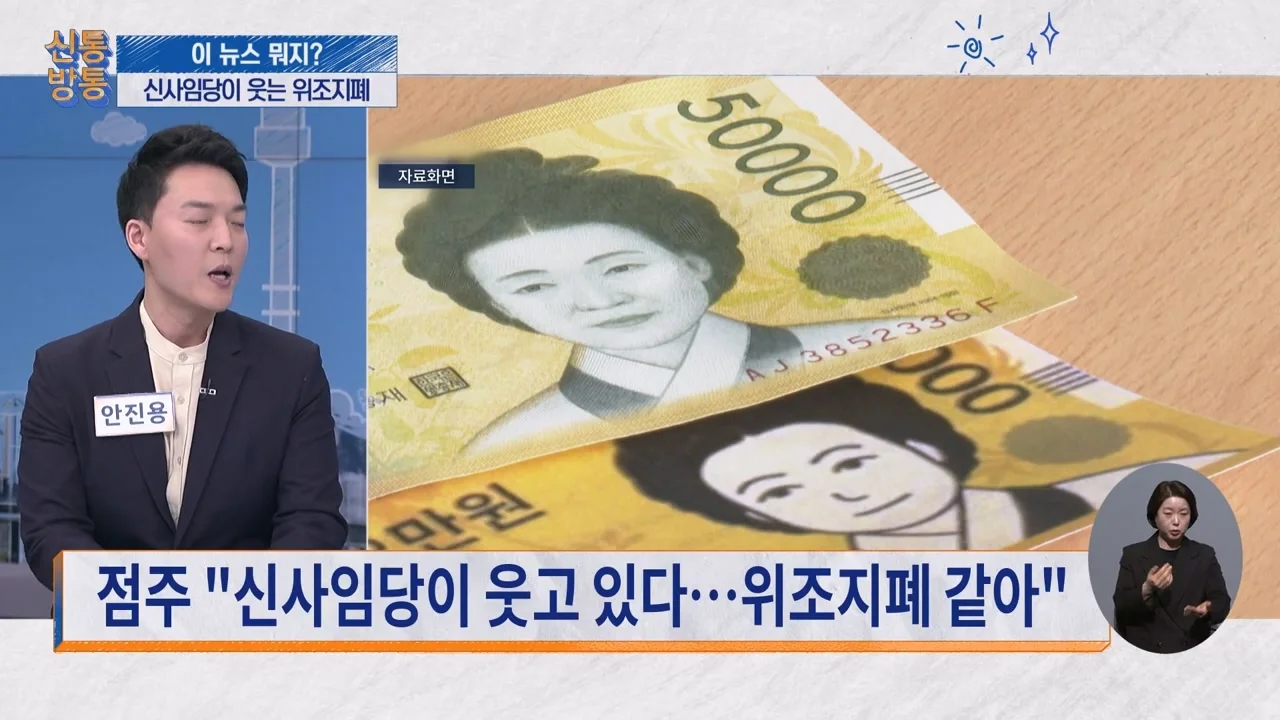 신통
방통
이 뉴스 뭐지?
신사임당이 웃는 위조지폐
자료화면
50000
AJ3852336F
재
000
만원
안진용
점주 "신사임당이 웃고 있다…위조지폐 같아"